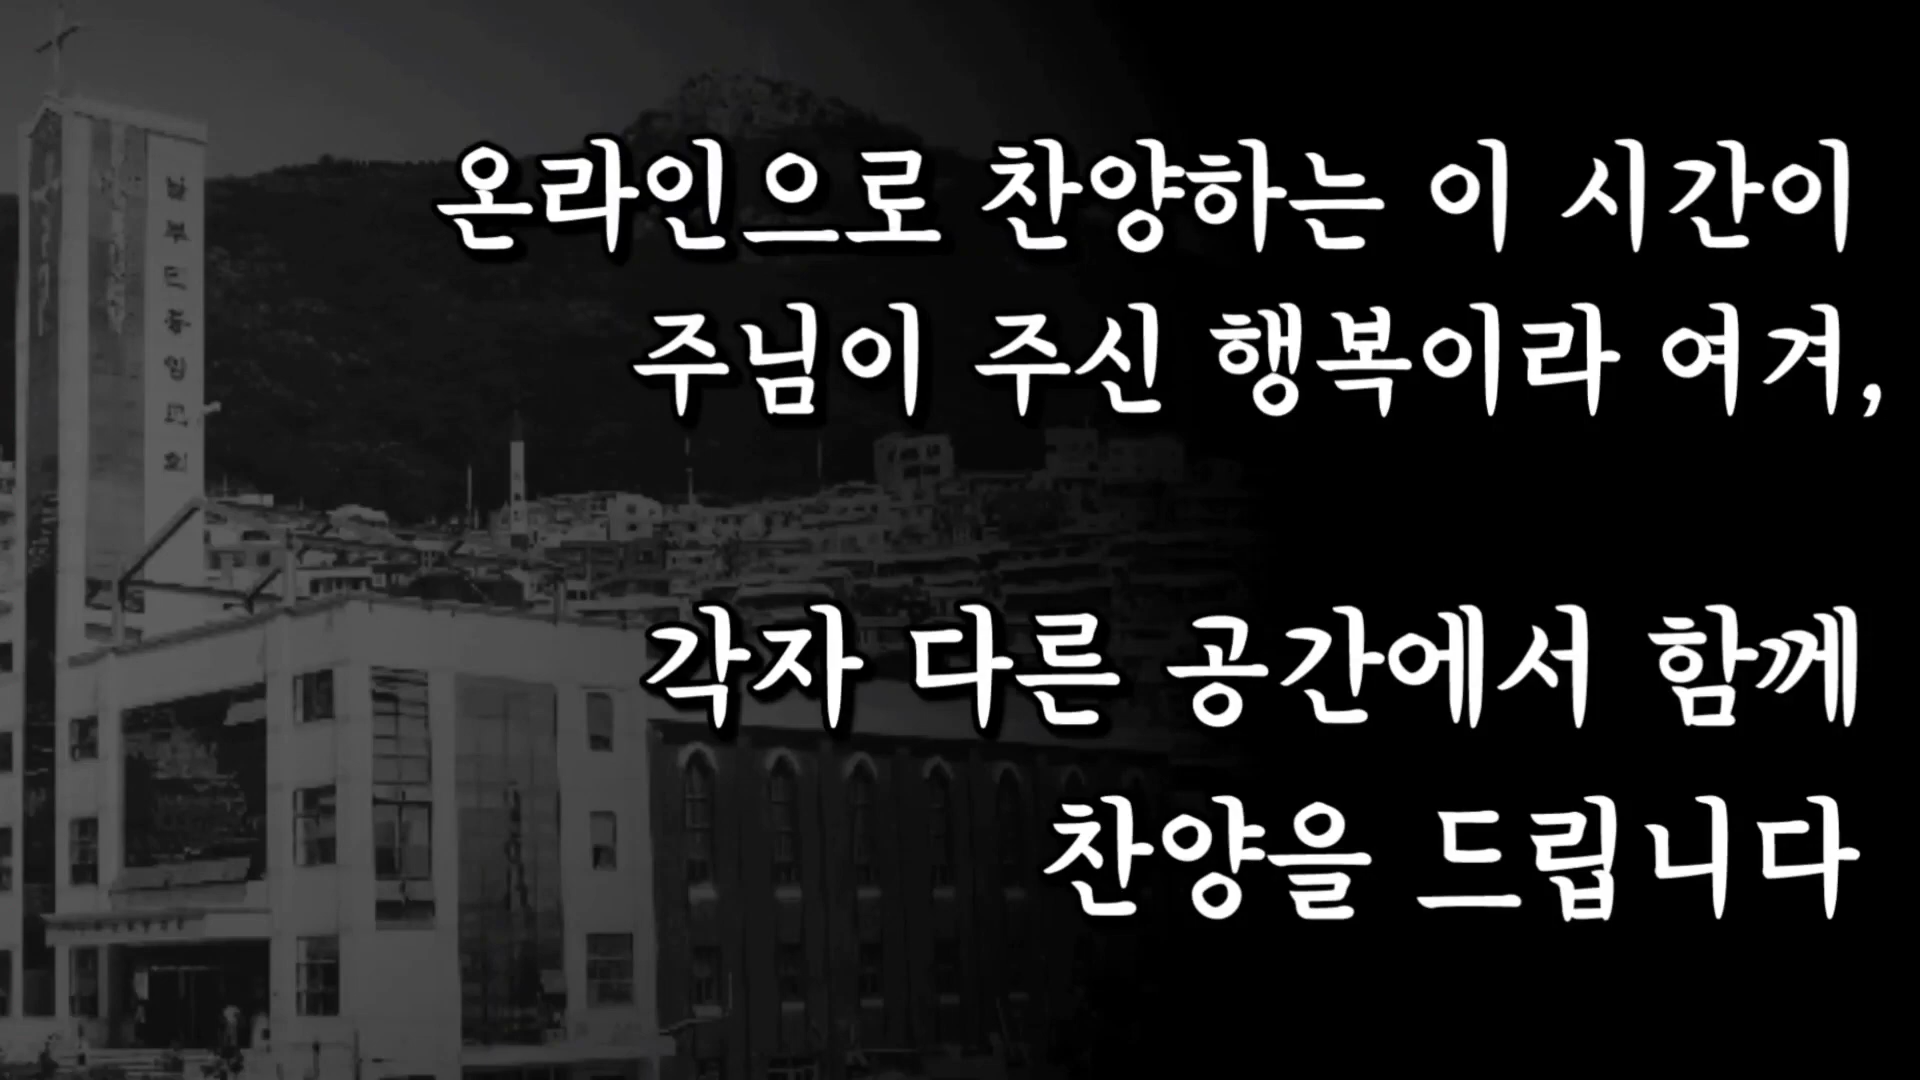 온라인으로 찬양하는 이 시간이
주님이 주신 행복이라 여겨,
각자 다른 공간에서 함께
찬양을 드립니다